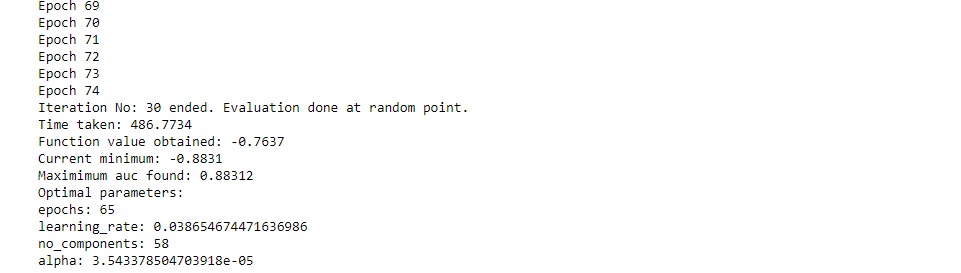 Epoch 69
Epoch 70
Epoch 71
Epoch 72
Epoch 73
Epoch 74
Iteration No: 30 ended. Evaluation done at random point.
Time taken: 486.7734
Function value obtained: -0.7637
Current minimum: -0.8831
Maximimum auc found: 0.88312
Optimal parameters:
epochs: 65
learning_rate: 0.038654674471636986
no_components: 58
alpha: 3.543378504703918e-05